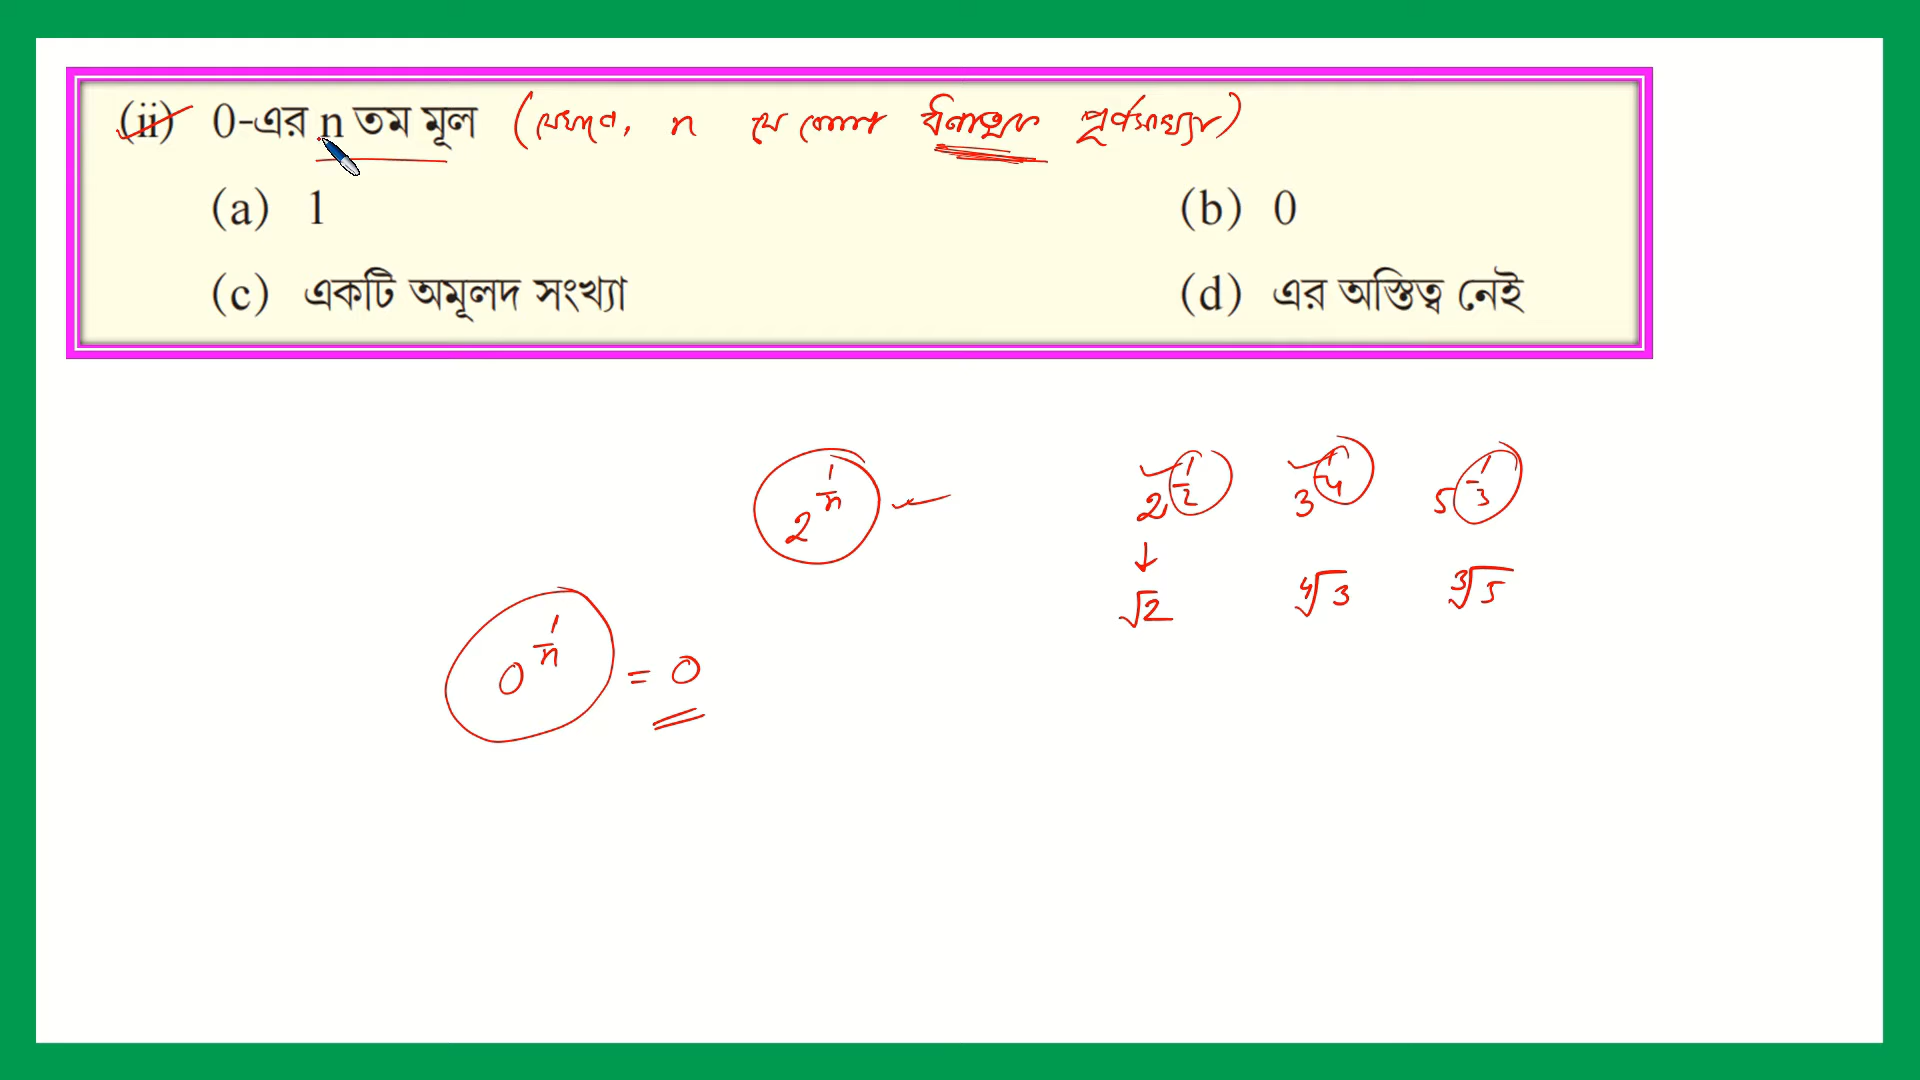 (ii) 0-এর n তম মূল (যেখানে, n যে কোনো ধনাত্মক পূর্ণসংখ্যা)
(a) 1 (b) 0
(c) একটি অমূলদ সংখ্যা (d) এর অস্তিত্ব নেই
2^{1/n} 2^{1/2} 3^{1/4} 5^{1/3}
↓
√2 ∜3 ∛5
0^{1/n} = 0